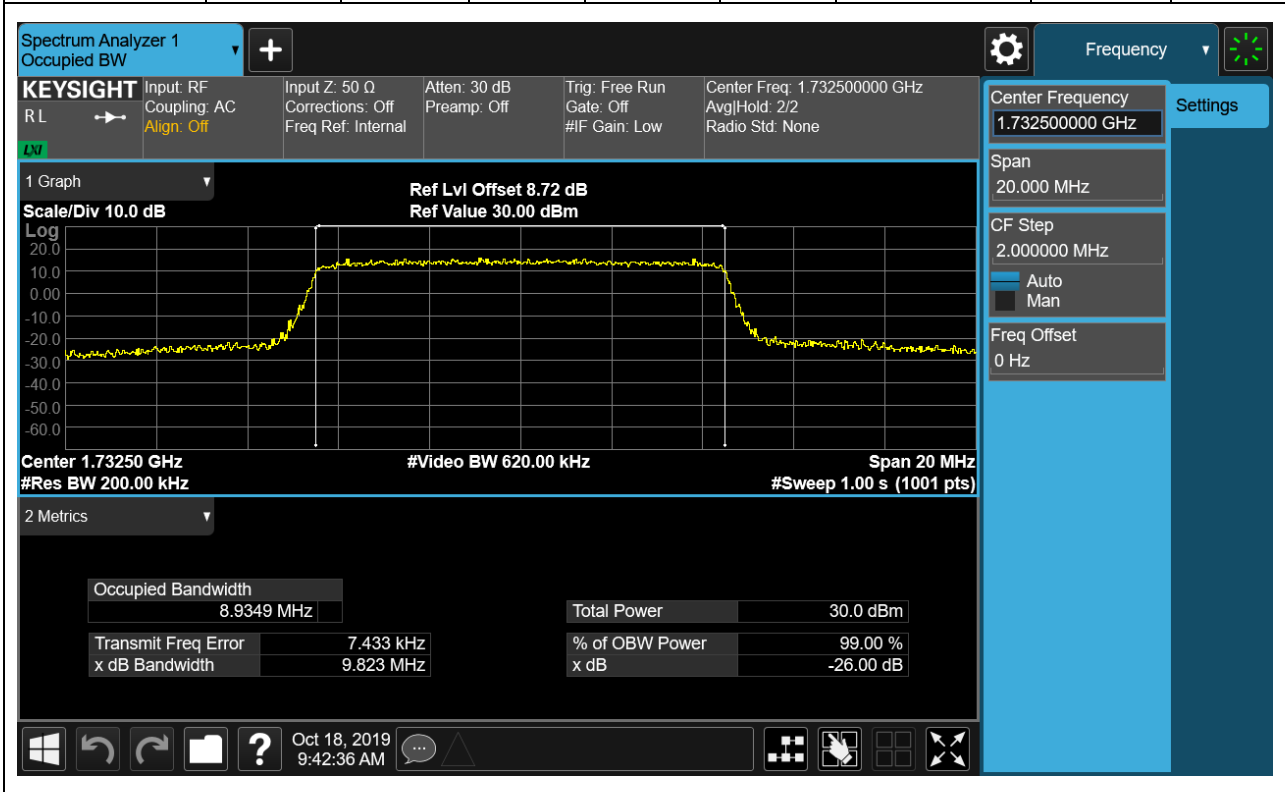 Spectrum Analyzer 1
Occupied BW
Frequency
KEYSIGHT
R L
LXI
Input: RF
Coupling: AC
Align: Off
Input Z: 50 Ω
Corrections: Off
Freq Ref: Internal
Atten: 30 dB
Preamp: Off
Trig: Free Run
Gate: Off
#IF Gain: Low
Center Freq: 1.732500000 GHz
Avg|Hold: 2/2
Radio Std: None
Center Frequency
1.732500000 GHz
Settings
Span
20.000 MHz
CF Step
2.000000 MHz
Auto
Man
Freq Offset
0 Hz
1 Graph
Scale/Div 10.0 dB
Ref Lvl Offset 8.72 dB
Ref Value 30.00 dBm
Log
20.0
10.0
0.00
-10.0
-20.0
-30.0
-40.0
-50.0
-60.0
Center 1.73250 GHz
#Video BW 620.00 kHz
Span 20 MHz
#Res BW 200.00 kHz
#Sweep 1.00 s (1001 pts)
2 Metrics
Occupied Bandwidth
8.9349 MHz
Total Power 30.0 dBm
Transmit Freq Error 7.433 kHz
% of OBW Power 99.00 %
x dB Bandwidth 9.823 MHz
x dB -26.00 dB
?
Oct 18, 2019
9:42:36 AM